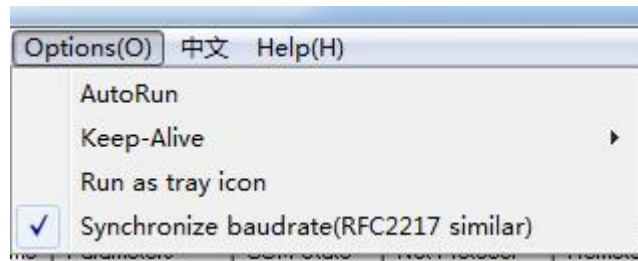 Options(O) 中文 Help(H)
AutoRun
Keep-Alive
Run as tray icon
Synchronize baudrate(RFC2217 similar)